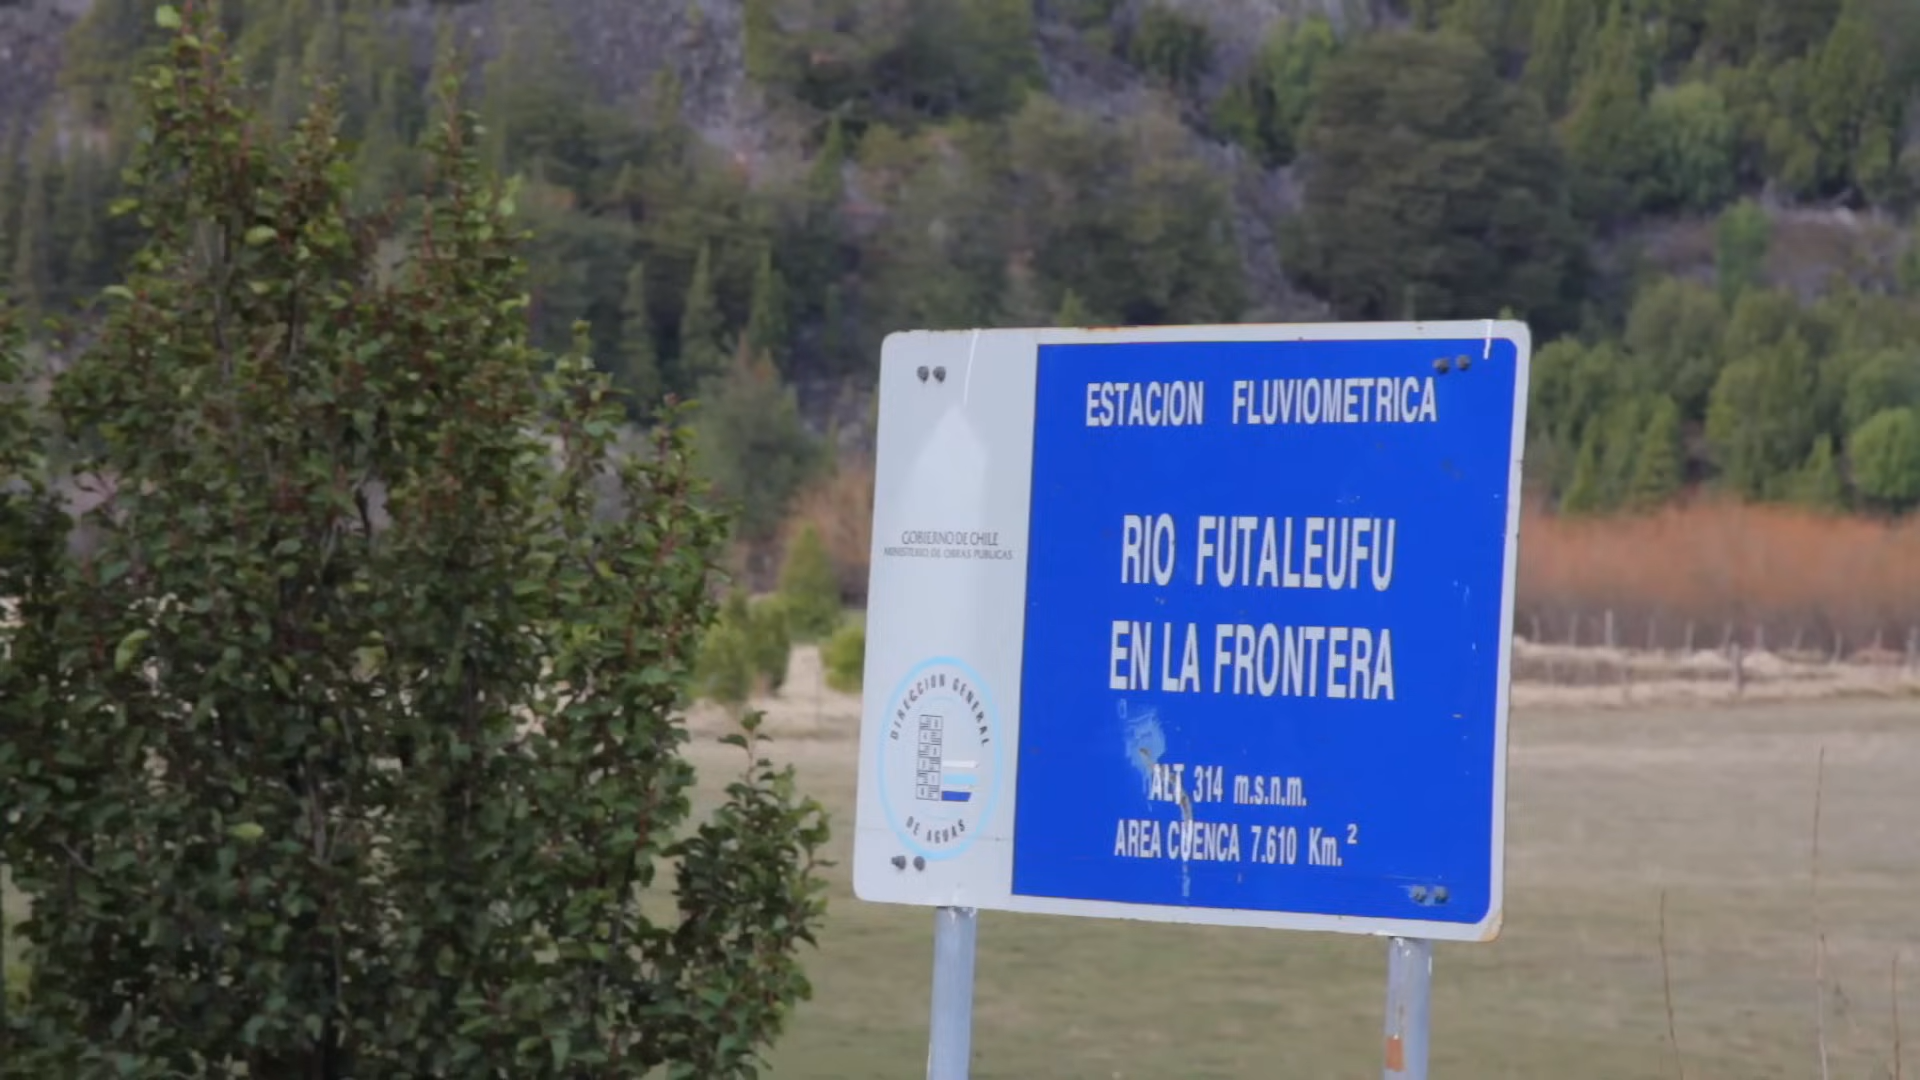 ESTACION FLUVIOMETRICA
RIO FUTALEUFU
EN LA FRONTERA
ALT 314 m.s.n.m.
AREA CUENCA 7.610 Km.²
GOBIERNO DE CHILE
MINISTERIO DE OBRAS PUBLICAS
DIRECCION GENERAL
DE AGUAS